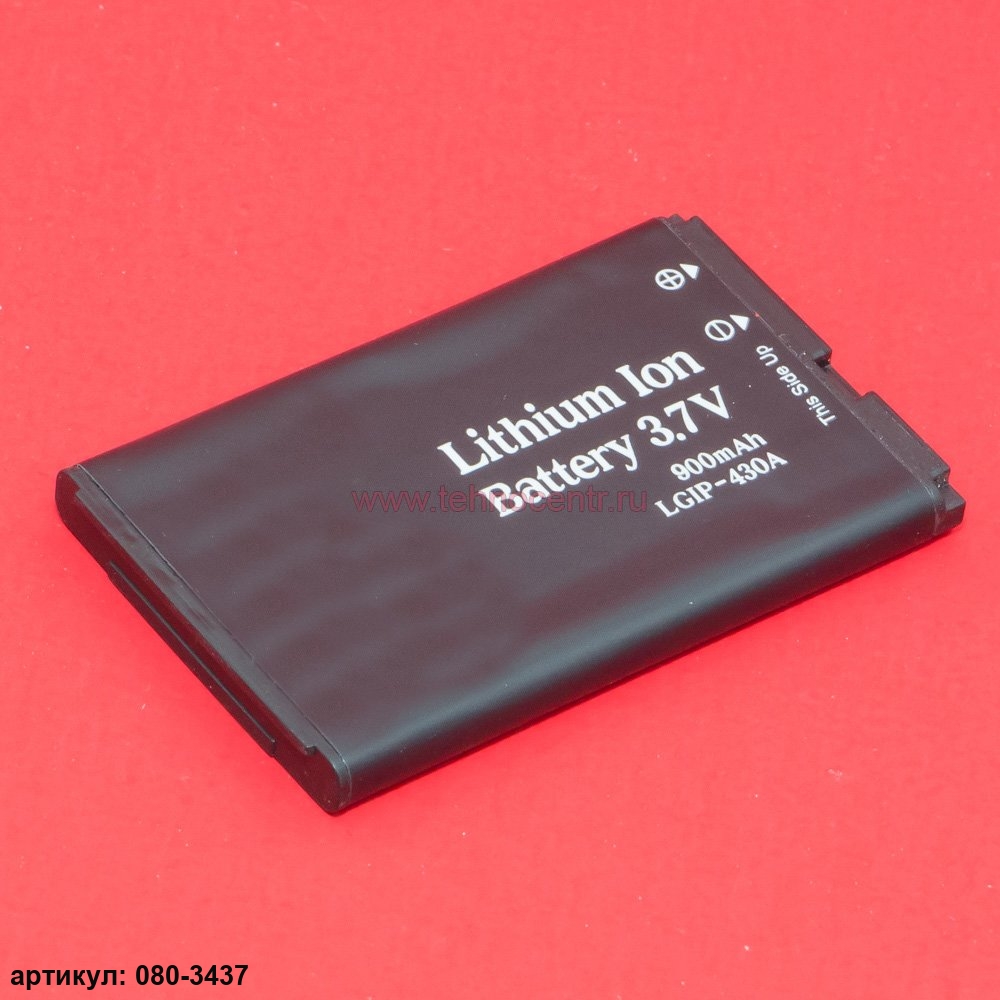 Lithium Ion
Battery 3.7V
900mAh
LGIP-430A
This Side Up
www.tehnocentr.ru
артикул: 080-3437